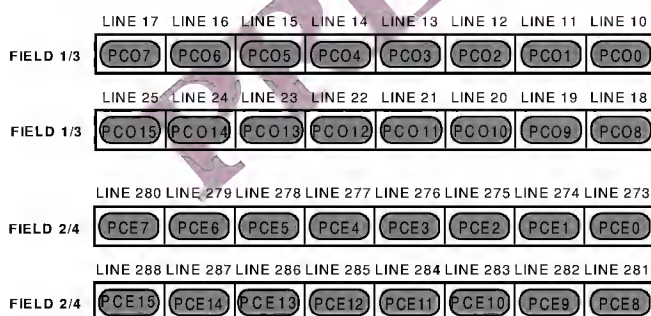 LINE 17 LINE 16 LINE 15 LINE 14 LINE 13 LINE 12 LINE 11 LINE 10
FIELD 1/3 PCO7 PCO6 PCO5 PCO4 PCO3 PCO2 PCO1 PCO0
LINE 25 LINE 24 LINE 23 LINE 22 LINE 21 LINE 20 LINE 19 LINE 18
FIELD 1/3 PCO15 PCO14 PCO13 PCO12 PCO11 PCO10 PCO9 PCO8
LINE 280 LINE 279 LINE 278 LINE 277 LINE 276 LINE 275 LINE 274 LINE 273
FIELD 2/4 PCE7 PCE6 PCE5 PCE4 PCE3 PCE2 PCE1 PCE0
LINE 288 LINE 287 LINE 286 LINE 285 LINE 284 LINE 283 LINE 282 LINE 281
FIELD 2/4 PCE15 PCE14 PCE13 PCE12 PCE11 PCE10 PCE9 PCE8